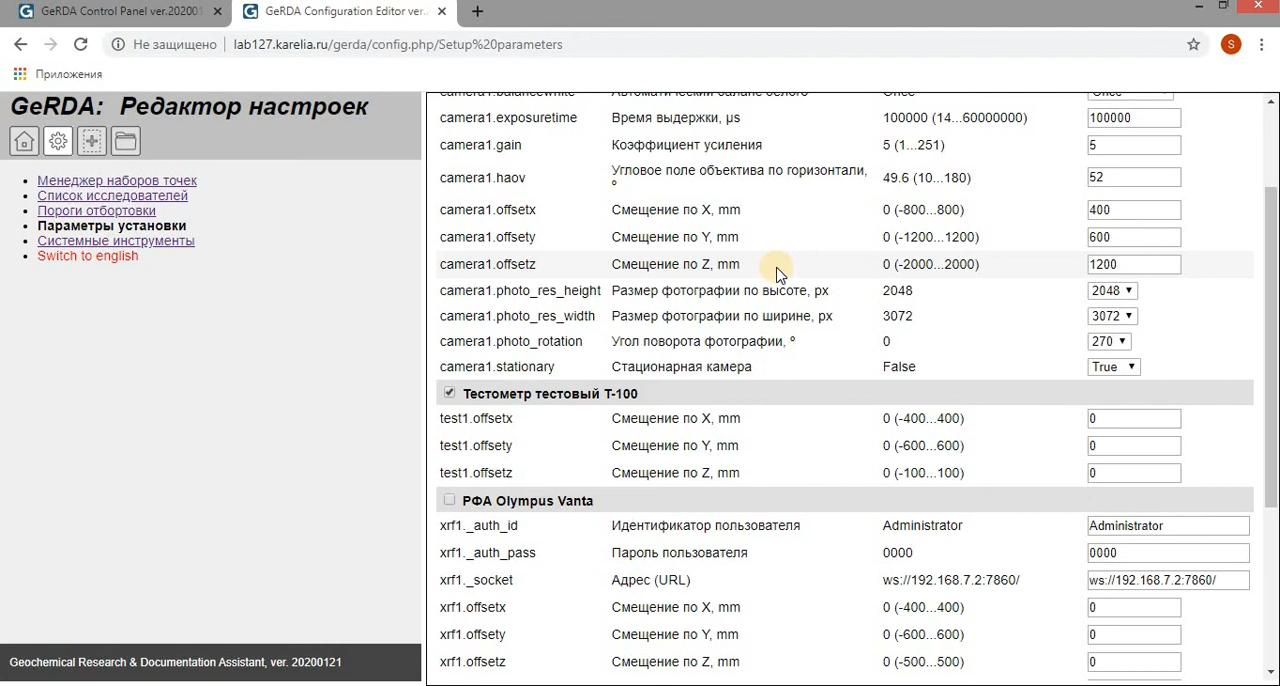 GeRDA Control Panel ver.20200
GeRDA Configuration Editor ver.
Не защищено
lab127.karelia.ru/gerda/config.php/Setup%20parameters
S
Приложения
GeRDA: Редактор настроек
Менеджер наборов точек
Список исследователей
Пороги отбортовки
Параметры установки
Системные инструменты
Switch to english
Geochemical Research & Documentation Assistant, ver. 20200121
camera1.balancewhite Автоматический баланс белого Once Once
camera1.exposuretime Время выдержки, μs 100000 (14...60000000) 100000
camera1.gain Коэффициент усиления 5 (1...251) 5
camera1.haov Угловое поле объектива по горизонтали, º 49.6 (10...180) 52
camera1.offsetx Смещение по X, mm 0 (-800...800) 400
camera1.offsety Смещение по Y, mm 0 (-1200...1200) 600
camera1.offsetz Смещение по Z, mm 0 (-2000...2000) 1200
camera1.photo_res_height Размер фотографии по высоте, px 2048 2048
camera1.photo_res_width Размер фотографии по ширине, px 3072 3072
camera1.photo_rotation Угол поворота фотографии, º 0 270
camera1.stationary Стационарная камера False True
Тестометр тестовый Т-100
test1.offsetx Смещение по X, mm 0 (-400...400) 0
test1.offsety Смещение по Y, mm 0 (-600...600) 0
test1.offsetz Смещение по Z, mm 0 (-100...100) 0
РФА Olympus Vanta
xrf1._auth_id Идентификатор пользователя Administrator Administrator
xrf1._auth_pass Пароль пользователя 0000 0000
xrf1._socket Адрес (URL) ws://192.168.7.2:7860/ ws://192.168.7.2:7860/
xrf1.offsetx Смещение по X, mm 0 (-400...400) 0
xrf1.offsety Смещение по Y, mm 0 (-600...600) 0
xrf1.offsetz Смещение по Z, mm 0 (-500...500) 0